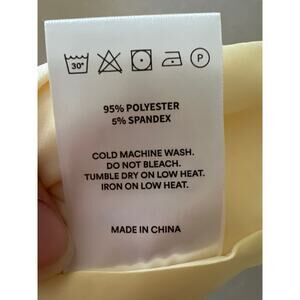 30°
P
95% POLYESTER
5% SPANDEX
COLD MACHINE WASH.
DO NOT BLEACH.
TUMBLE DRY ON LOW HEAT.
IRON ON LOW HEAT.
MADE IN CHINA